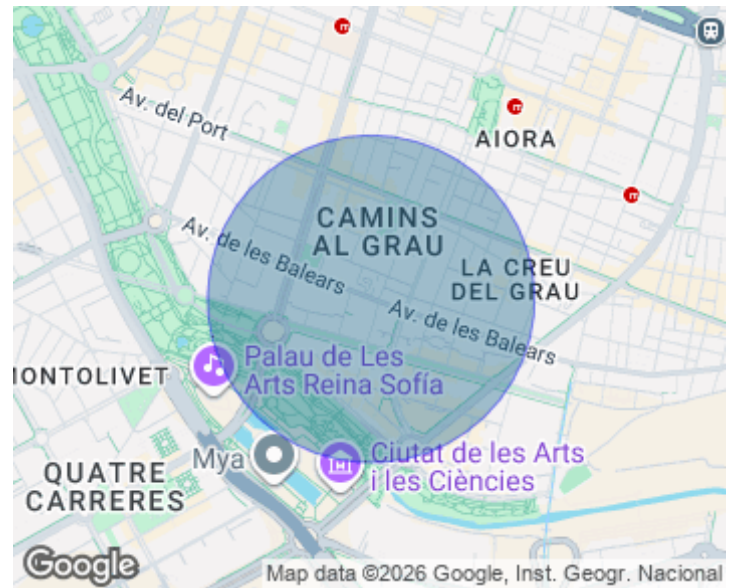 Av. del Port
AIORA
CAMINS
AL GRAU
Av. de les Balears
LA CREU
DEL GRAU
Av. de les Balears
Palau de Les
Arts Reina Sofía
MONTOLIVET
Mya
Ciutat de les Arts
i les Ciències
QUATRE
CARRERES
Google
Map data ©2026 Google, Inst. Geogr. Nacional